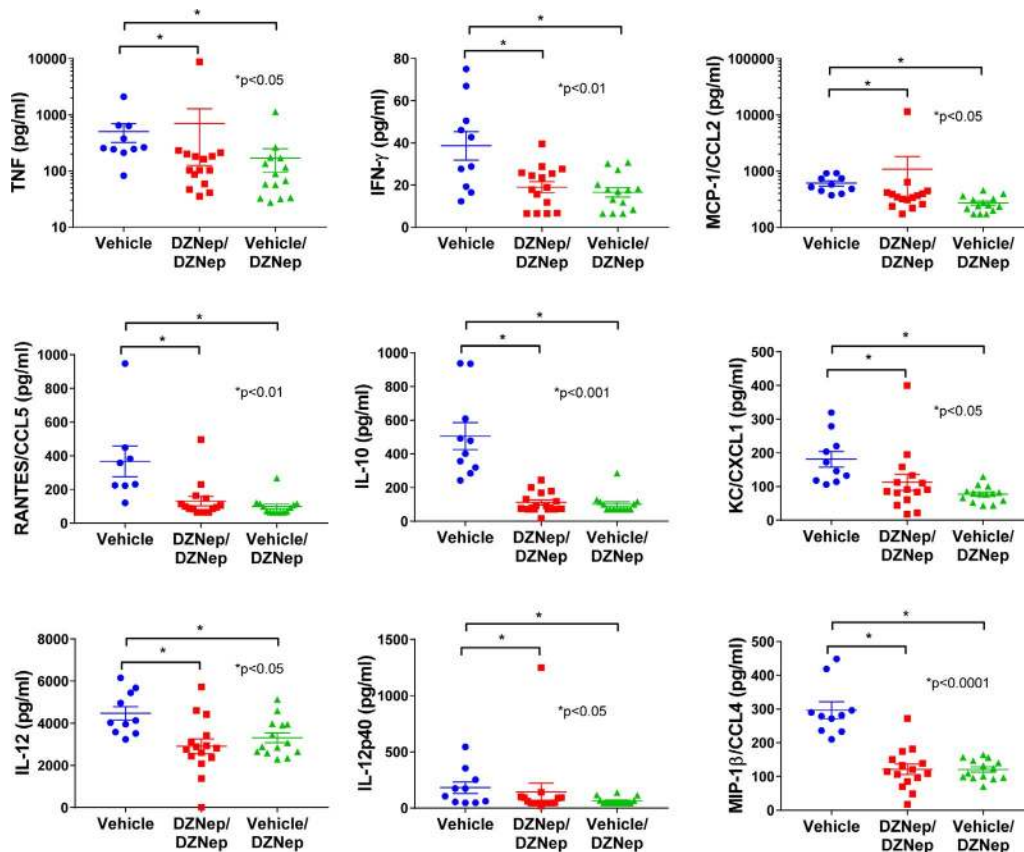 *
*
TNF (pg/ml)
10000
1000
100
10
*p<0.05
Vehicle
DZNep/
DZNep
Vehicle/
DZNep
*
*
IFN-γ (pg/ml)
80
60
40
20
0
*p<0.01
Vehicle
DZNep/
DZNep
Vehicle/
DZNep
*
*
MCP-1/CCL2 (pg/ml)
100000
10000
1000
100
*p<0.05
Vehicle
DZNep/
DZNep
Vehicle/
DZNep
*
*
RANTES/CCL5 (pg/ml)
1000
800
600
400
200
0
*p<0.01
Vehicle
DZNep/
DZNep
Vehicle/
DZNep
*
*
IL-10 (pg/ml)
1000
800
600
400
200
0
*p<0.001
Vehicle
DZNep/
DZNep
Vehicle/
DZNep
*
*
KC/CXCL1 (pg/ml)
500
400
300
200
100
0
*p<0.05
Vehicle
DZNep/
DZNep
Vehicle/
DZNep
*
*
IL-12 (pg/ml)
8000
6000
4000
2000
0
*p<0.05
Vehicle
DZNep/
DZNep
Vehicle/
DZNep
*
*
IL-12p40 (pg/ml)
1500
1000
500
0
*p<0.05
Vehicle
DZNep/
DZNep
Vehicle/
DZNep
*
*
MIP-1β/CCL4 (pg/ml)
500
400
300
200
100
0
*p<0.0001
Vehicle
DZNep/
DZNep
Vehicle/
DZNep